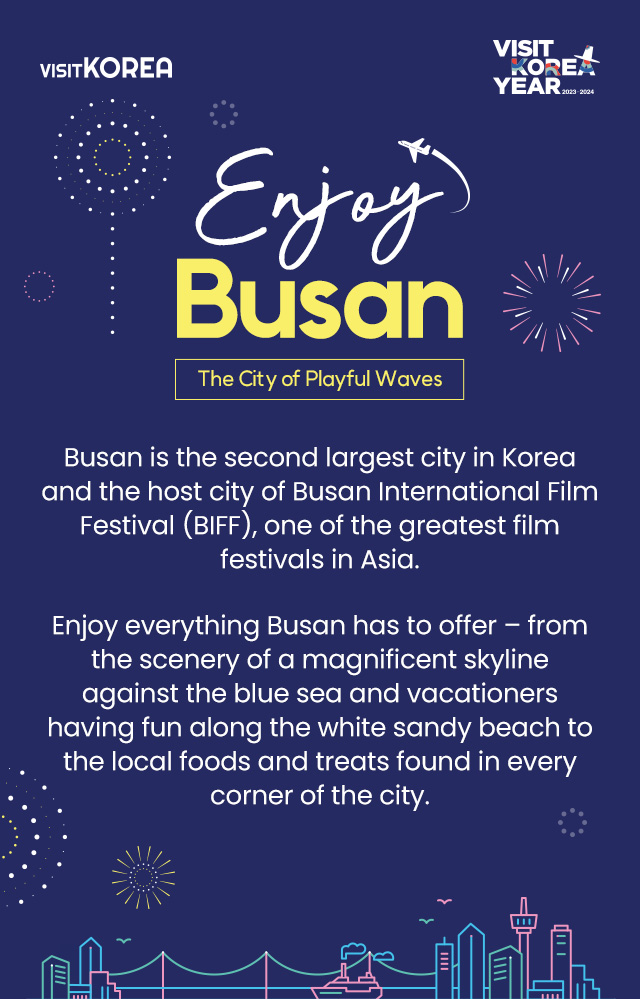 VISITKOREA
VISIT
KOREA
YEAR 2023-2024
Enjoy
Busan
The City of Playful Waves
Busan is the second largest city in Korea
and the host city of Busan International Film
Festival (BIFF), one of the greatest film
festivals in Asia.
Enjoy everything Busan has to offer – from
the scenery of a magnificent skyline
against the blue sea and vacationers
having fun along the white sandy beach to
the local foods and treats found in every
corner of the city.